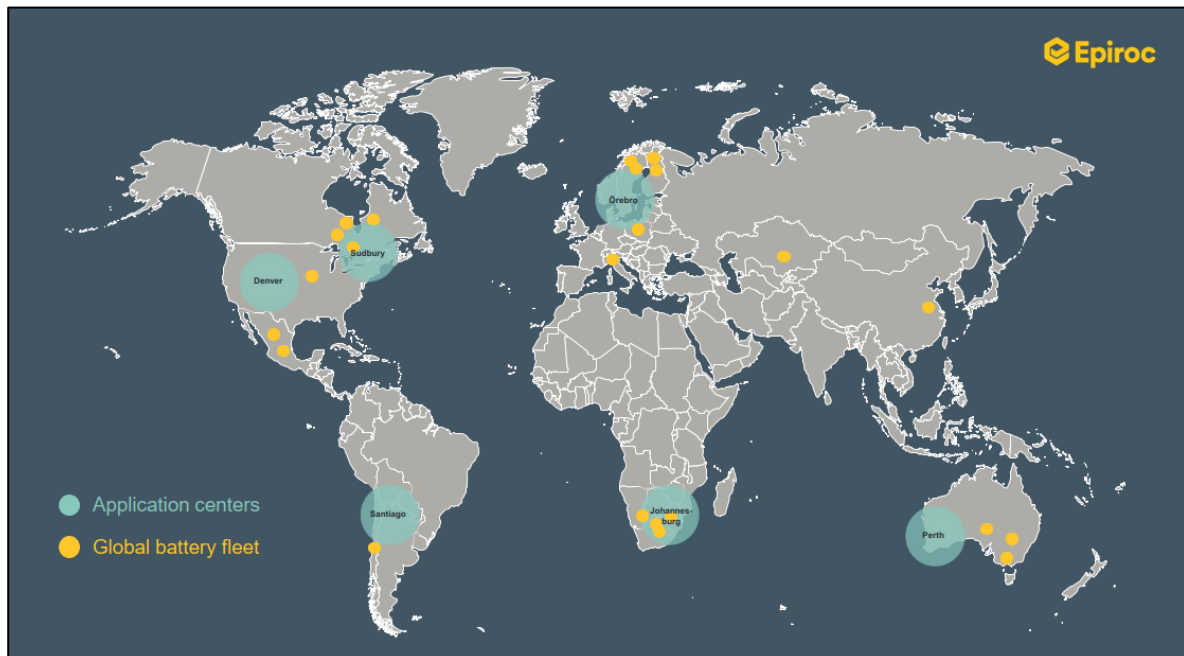 Epiroc
Örebro
Sudbury
Denver
Santiago
Johannes-
burg
Perth
Application centers
Global battery fleet